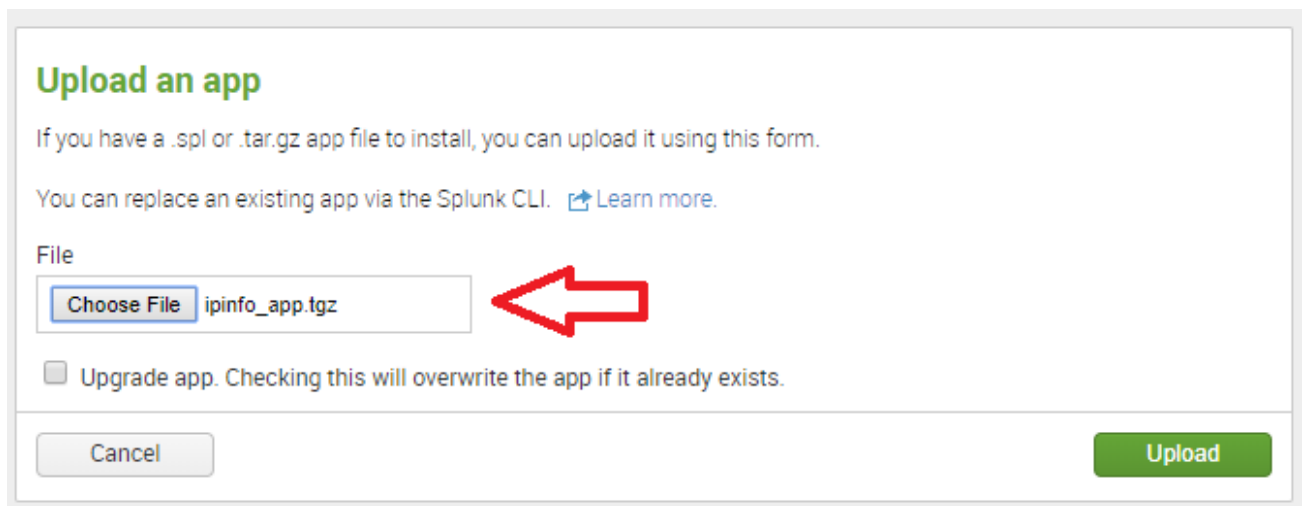 Upload an app
If you have a .spl or .tar.gz app file to install, you can upload it using this form.
You can replace an existing app via the Splunk CLI. Learn more.
File
Choose File ipinfo_app.tgz
Upgrade app. Checking this will overwrite the app if it already exists.
Cancel Upload